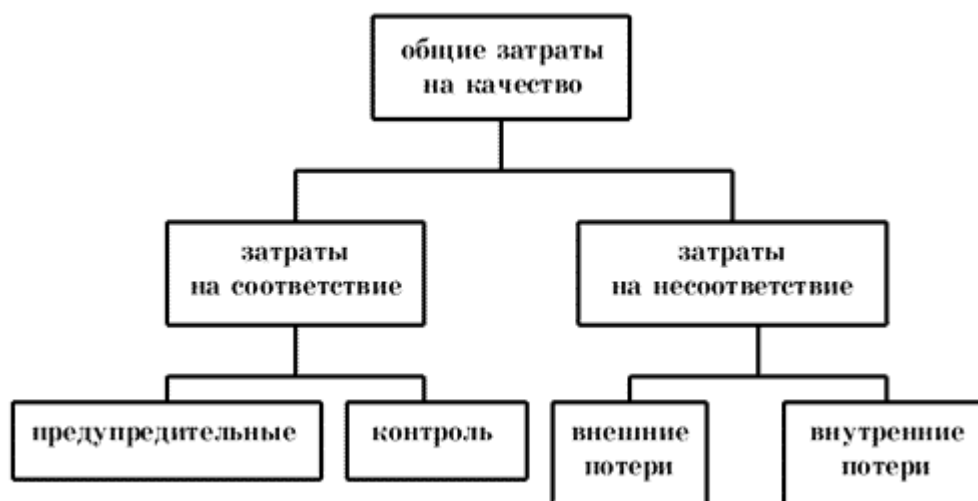 общие затраты
на качество
затраты
на соответствие
затраты
на несоответствие
предупредительные
контроль
внешние
потери
внутренние
потери